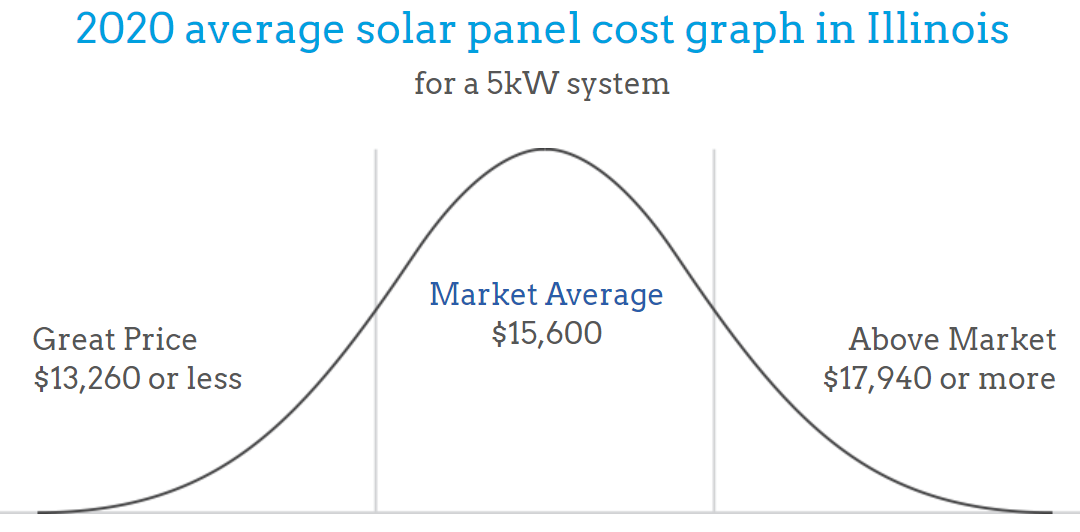 2020 average solar panel cost graph in Illinois
for a 5kW system
Market Average
$15,600
Great Price
$13,260 or less
Above Market
$17,940 or more